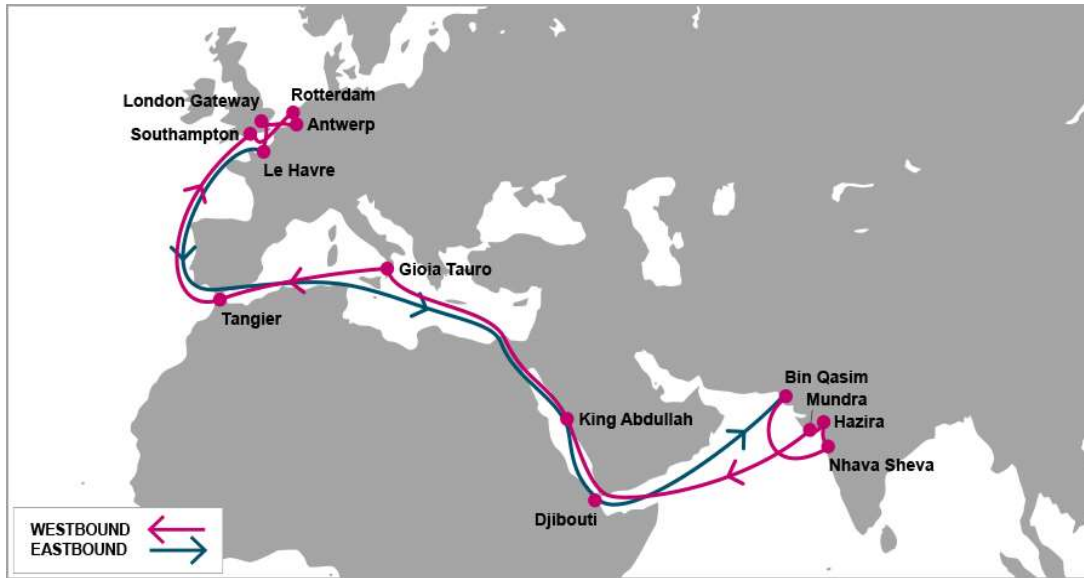 Rotterdam
London Gateway
Antwerp
Southampton
Le Havre
Gioia Tauro
Tangier
Bin Qasim
Mundra
Hazira
King Abdullah
Nhava Sheva
Djibouti
WESTBOUND
EASTBOUND